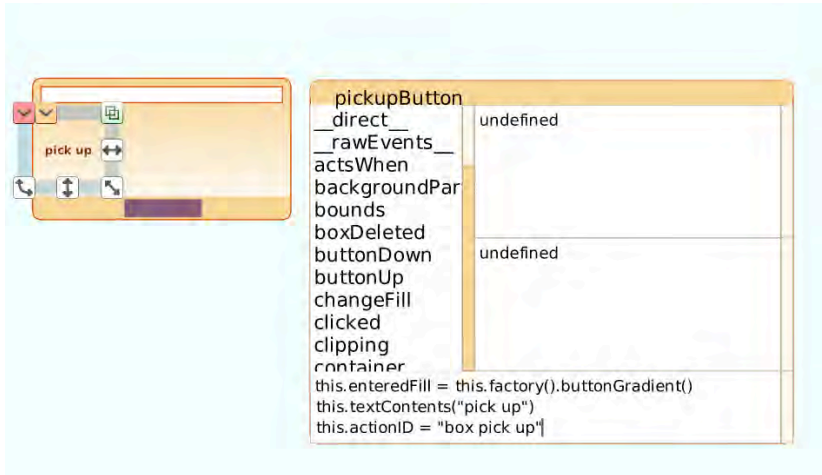 pick up
pickupButton
__direct__
__rawEvents__
actsWhen
backgroundPar
bounds
boxDeleted
buttonDown
buttonUp
changeFill
clicked
clipping
container
undefined
undefined
this.enteredFill = this.factory().buttonGradient()
this.textContents("pick up")
this.actionID = "box pick up"